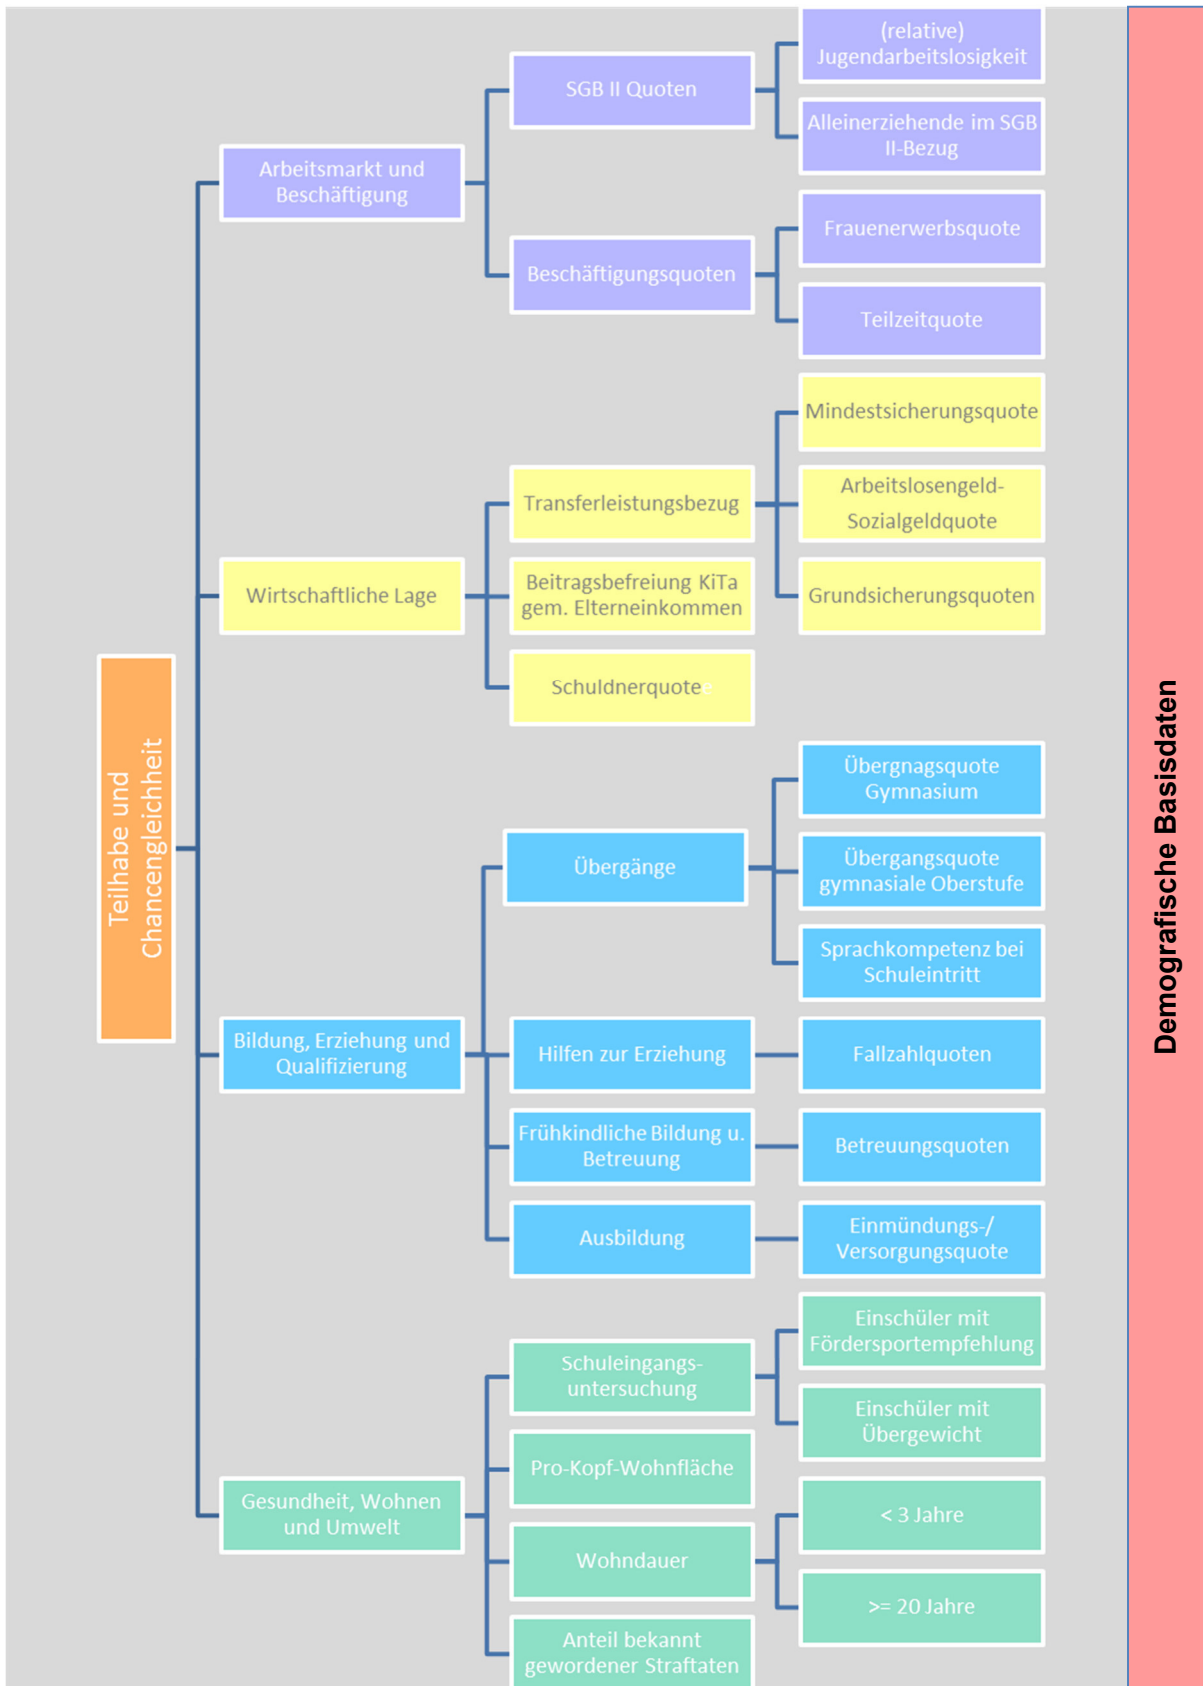 Teilhabe und
Chancengleichheit
Arbeitsmarkt und
Beschäftigung
SGB II Quoten
(relative)
Jugendarbeitslosigkeit
Alleinerziehende im SGB
II-Bezug
Beschäftigungsquoten
Frauenerwerbsquote
Teilzeitquote
Wirtschaftliche Lage
Transferleistungsbezug
Mindestsicherungsquote
Arbeitslosengeld-
Sozialgeldquote
Grundsicherungsquoten
Beitragsbefreiung KiTa
gem. Elterneinkommen
Schuldnerquotee
Bildung, Erziehung und
Qualifizierung
Übergänge
Übergnagsquote
Gymnasium
Übergangsquote
gymnasiale Oberstufe
Sprachkompetenz bei
Schuleintritt
Hilfen zur Erziehung
Fallzahlquoten
Frühkindliche Bildung u.
Betreuung
Betreuungsquoten
Ausbildung
Einmündungs-/
Versorgungsquote
Gesundheit, Wohnen
und Umwelt
Schuleingangs-
untersuchung
Einschüler mit
Fördersportempfehlung
Einschüler mit
Übergewicht
Pro-Kopf-Wohnfläche
Wohndauer
< 3 Jahre
>= 20 Jahre
Anteil bekannt
gewordener Straftaten
Demografische Basisdaten